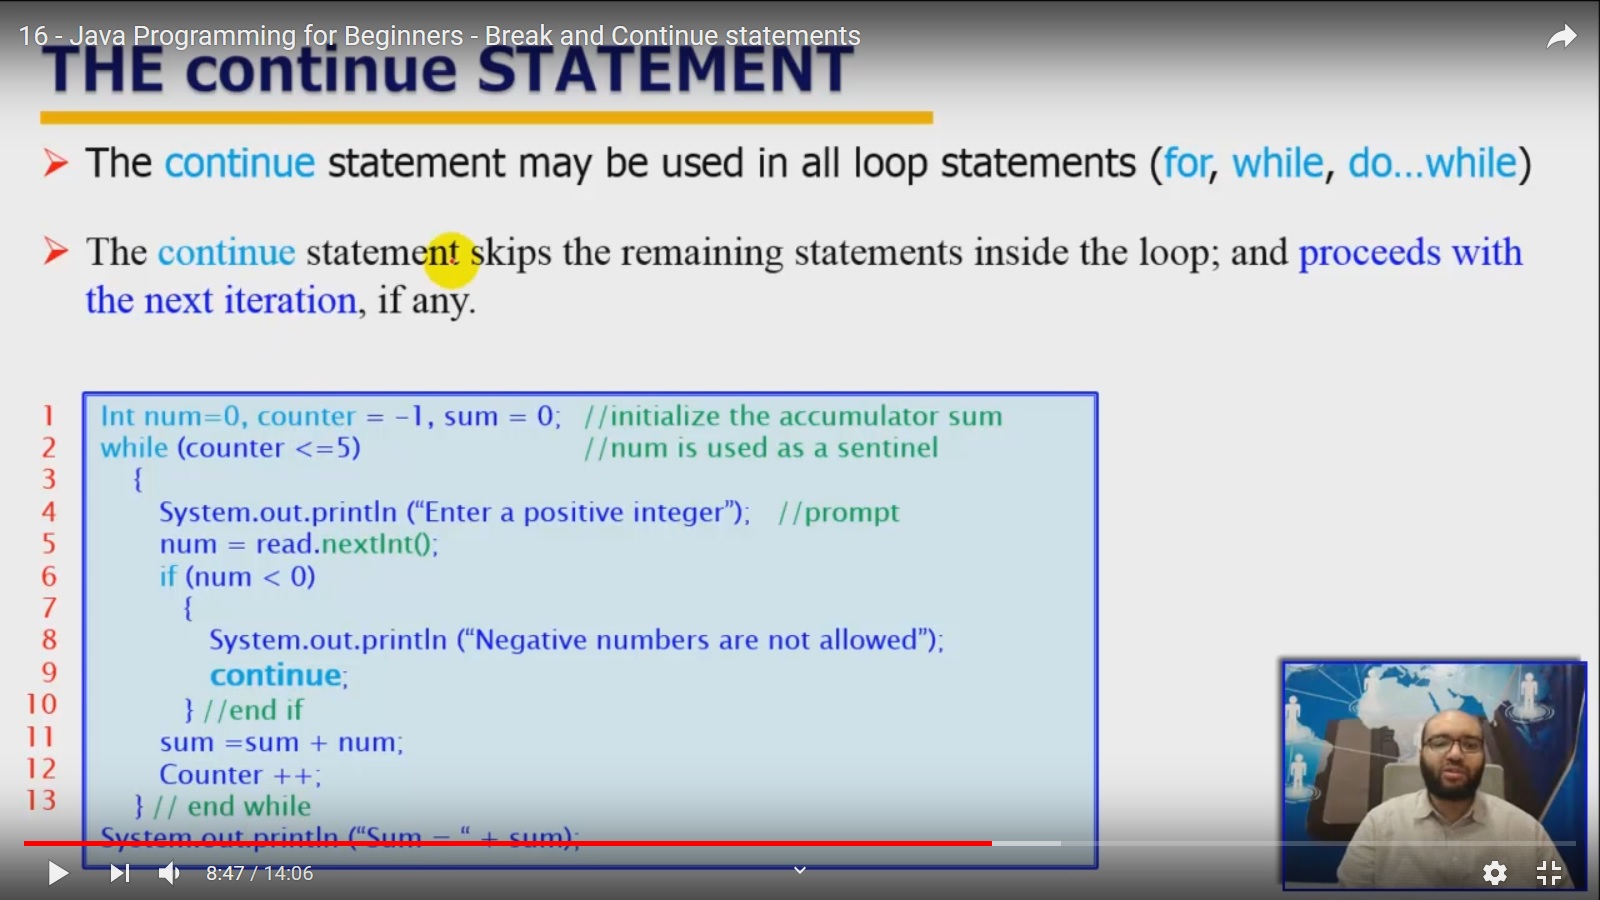 16 - Java Programming for Beginners - Break and Continue statements
THE continue STATEMENT
The continue statement may be used in all loop statements (for, while, do...while)
The continue statement skips the remaining statements inside the loop; and proceeds with
the next iteration, if any.
1 Int num=0, counter = -1, sum = 0; //initialize the accumulator sum
2 while (counter <=5) //num is used as a sentinel
3 {
4 System.out.println (“Enter a positive integer”); //prompt
5 num = read.nextInt();
6 if (num < 0)
7 {
8 System.out.println (“Negative numbers are not allowed”);
9 continue;
10 } //end if
11 sum =sum + num;
12 Counter ++;
13 } // end while
System.out.println (“Sum = “ + sum);
8:47 / 14:06